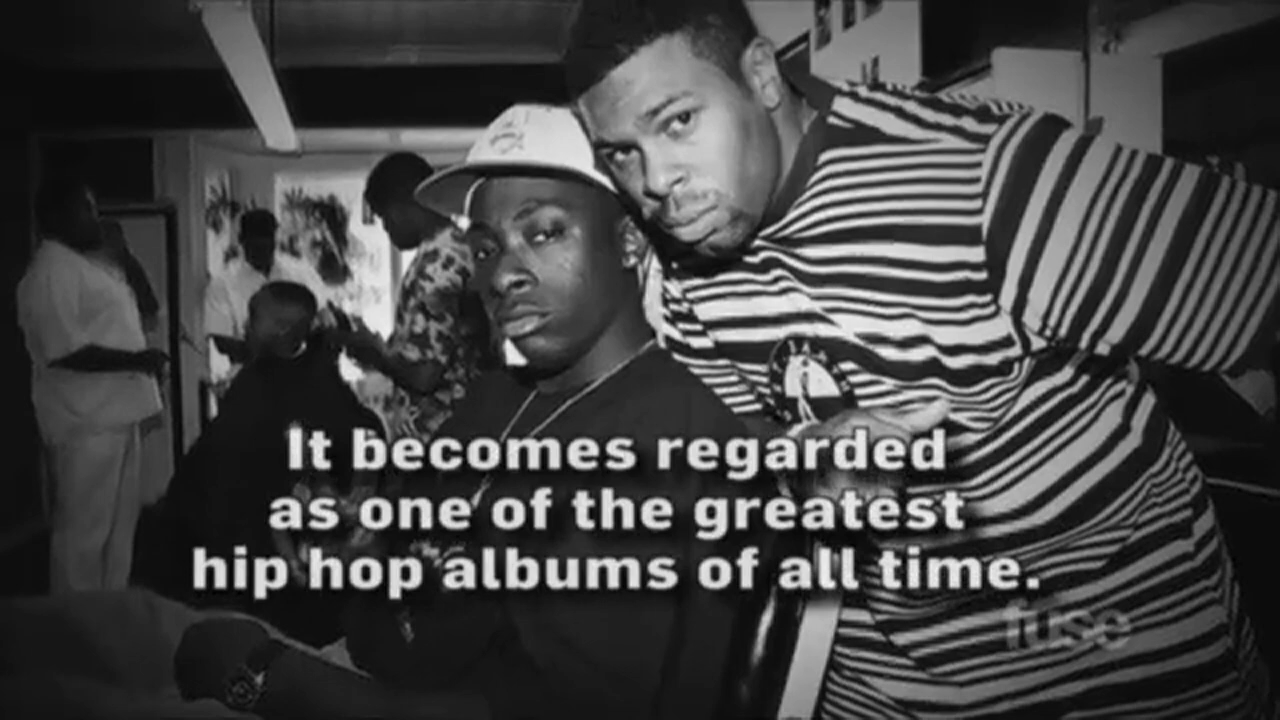 It becomes regarded
as one of the greatest
hip hop albums of all time.
fuse